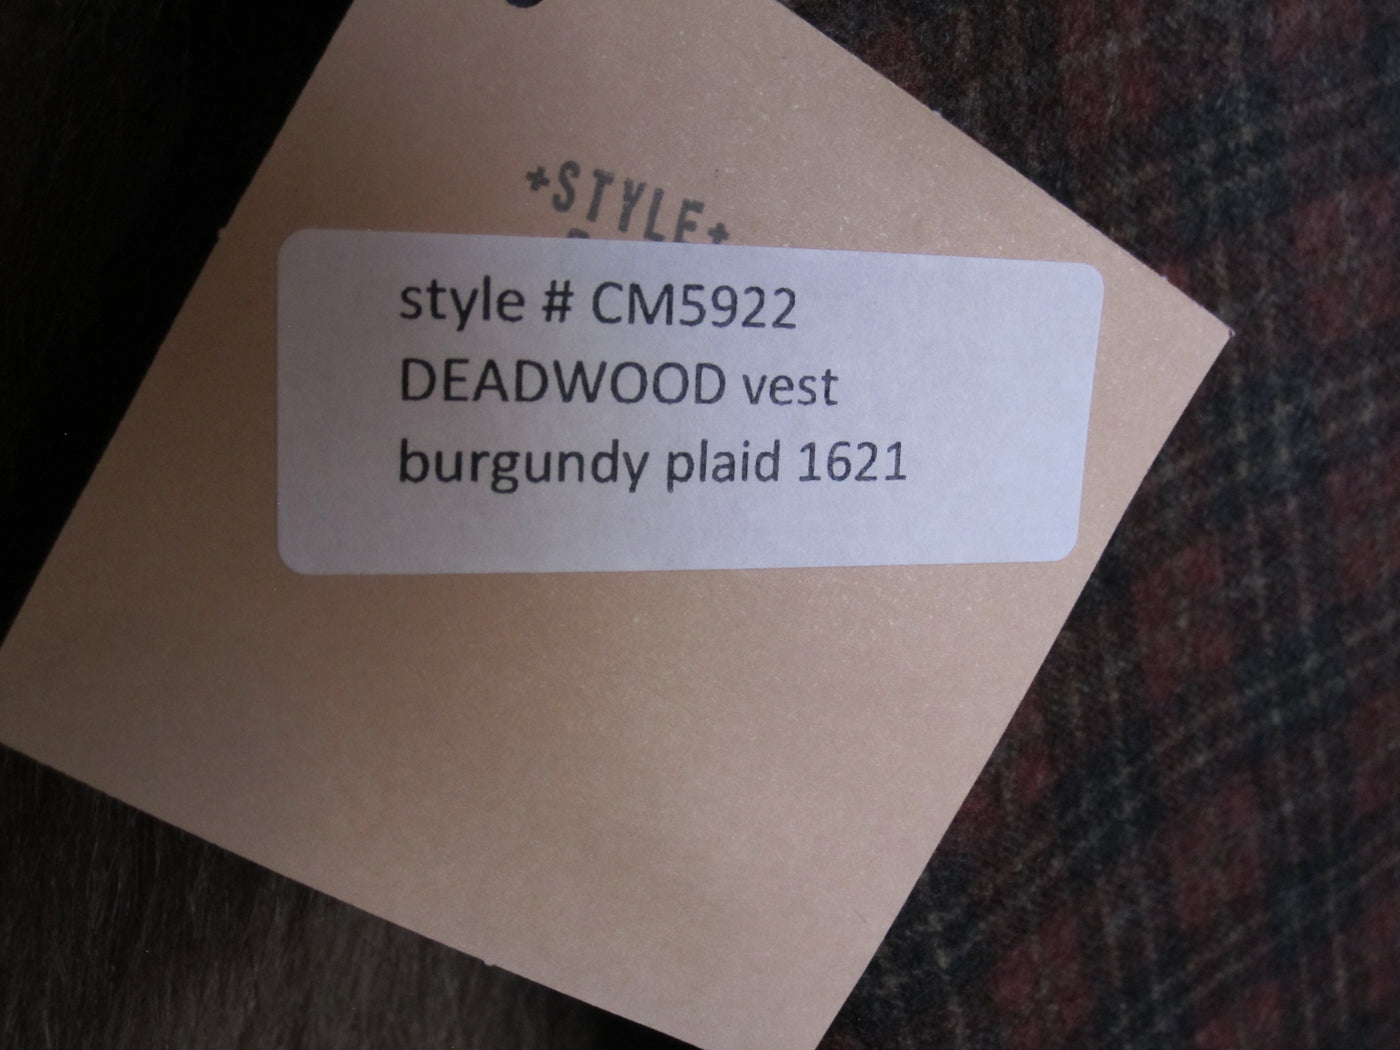 +STYLE+
style # CM5922
DEADWOOD vest
burgundy plaid 1621